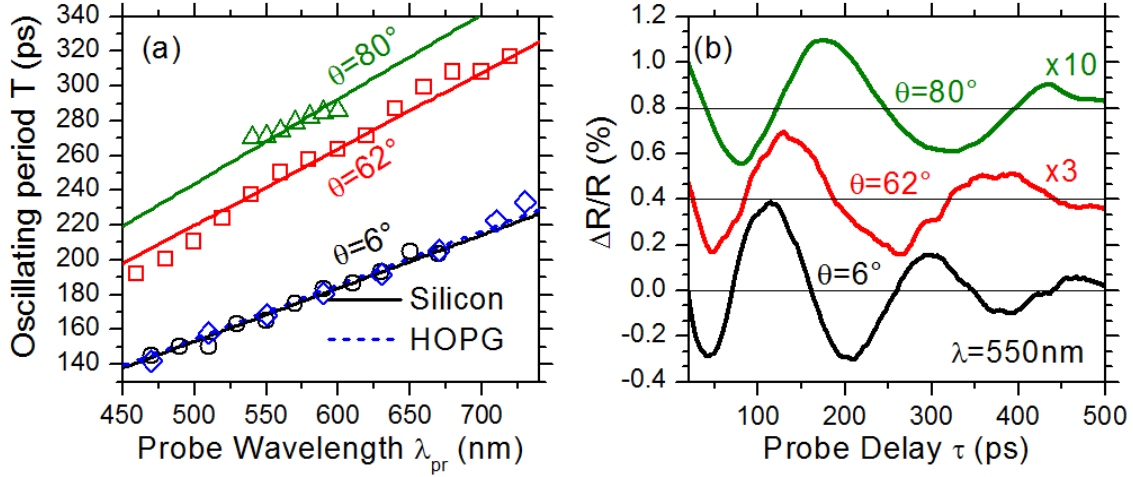 (a)
θ=80°
θ=62°
θ=6°
Silicon
HOPG
Oscillating period T (ps)
340
320
300
280
260
240
220
200
180
160
140
450 500 550 600 650 700
Probe Wavelength λpr (nm)
(b)
θ=80°
x10
θ=62°
x3
θ=6°
λ=550nm
ΔR/R (%)
1.2
1.0
0.8
0.6
0.4
0.2
0.0
-0.2
-0.4
100 200 300 400 500
Probe Delay τ (ps)